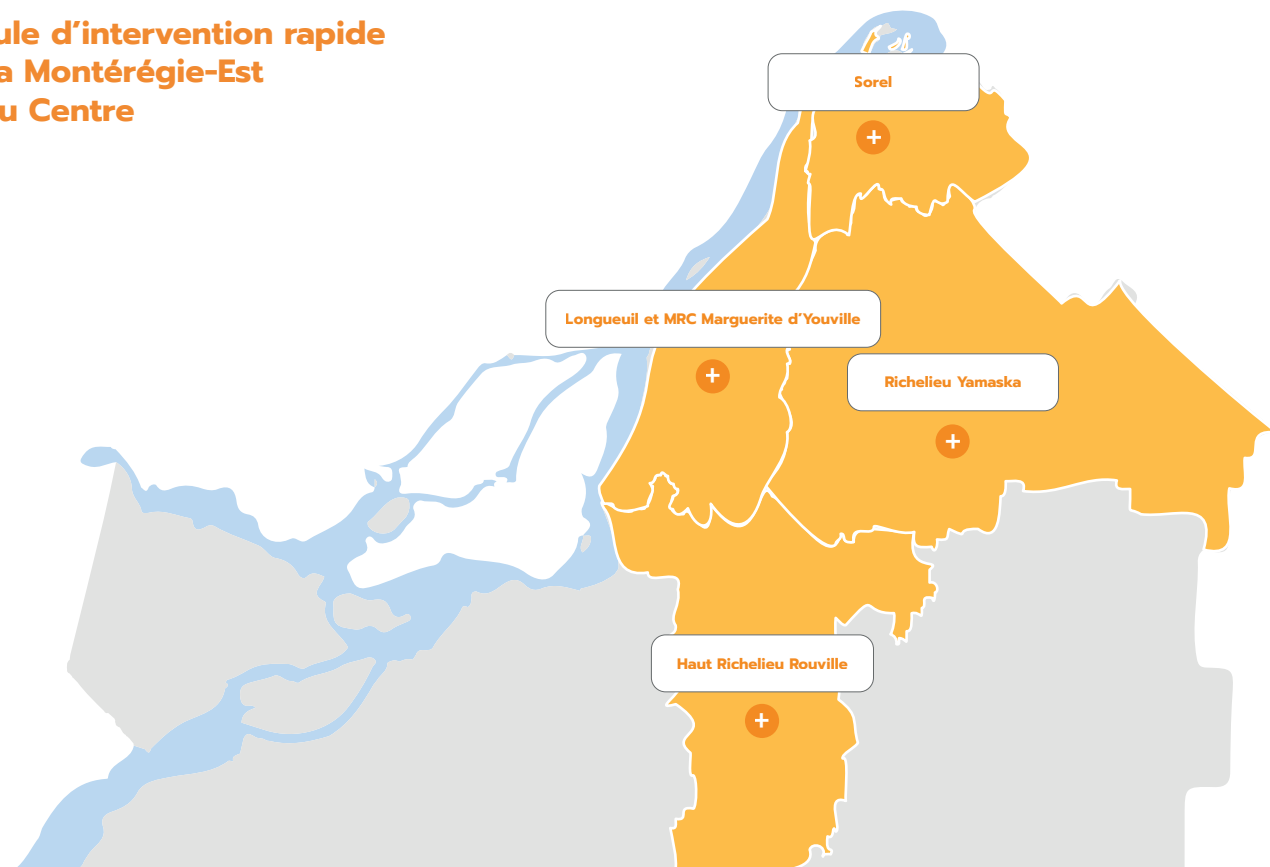 ule d’intervention rapide
a Montérégie-Est
u Centre
Sorel
Longueuil et MRC Marguerite d’Youville
Richelieu Yamaska
Haut Richelieu Rouville